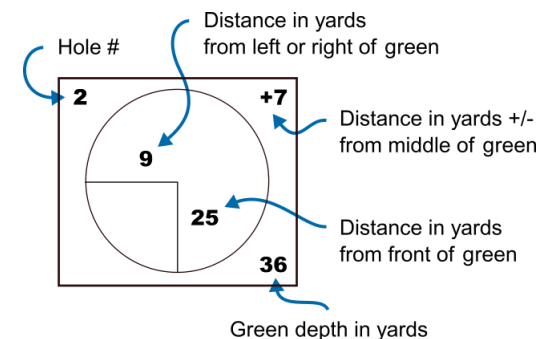 Distance in yards
from left or right of green
Hole #
2
+7
Distance in yards +/-
from middle of green
9
25
Distance in yards
from front of green
36
Green depth in yards